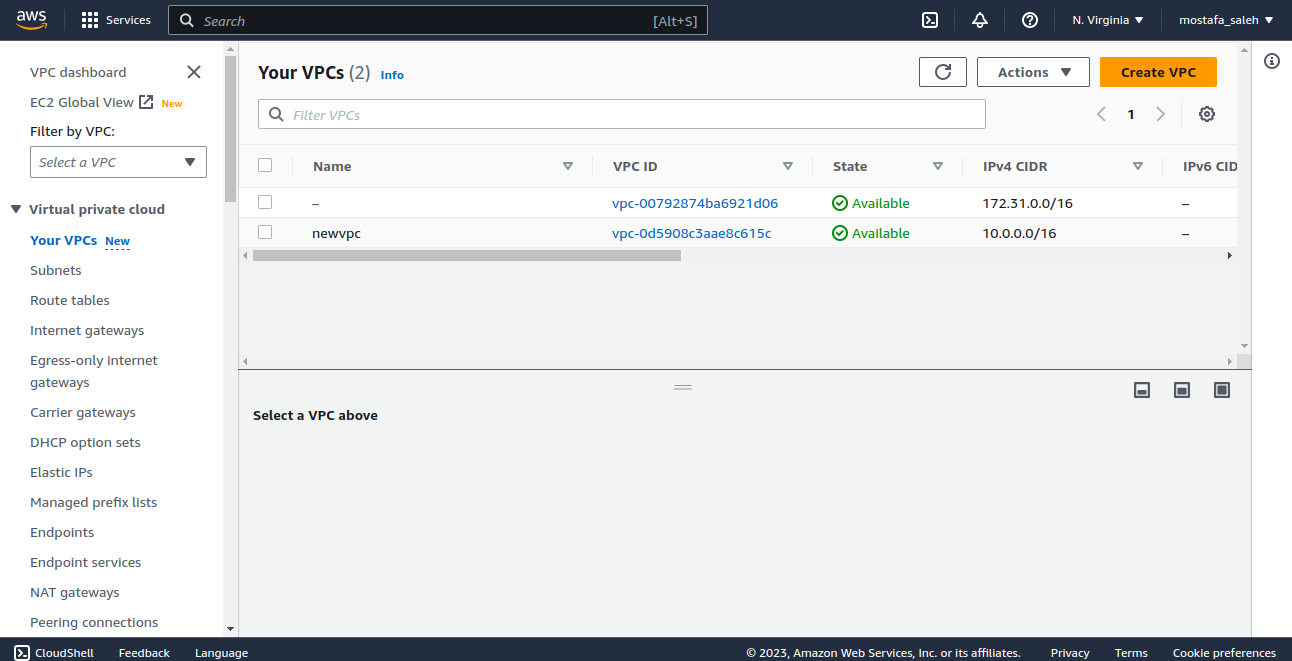 aws Services Search [Alt+S] N. Virginia mostafa_saleh
VPC dashboard
EC2 Global View New
Filter by VPC:
Select a VPC
Virtual private cloud
Your VPCs New
Subnets
Route tables
Internet gateways
Egress-only internet
gateways
Carrier gateways
DHCP option sets
Elastic IPs
Managed prefix lists
Endpoints
Endpoint services
NAT gateways
Peering connections
Your VPCs (2) Info Actions Create VPC
Filter VPCs 1
Name VPC ID State IPv4 CIDR IPv6 CID
– vpc-00792874ba6921d06 Available 172.31.0.0/16 –
newvpc vpc-0d5908c3aae8c615c Available 10.0.0.0/16 –
Select a VPC above
CloudShell Feedback Language © 2023, Amazon Web Services, Inc. or its affiliates. Privacy Terms Cookie preferences